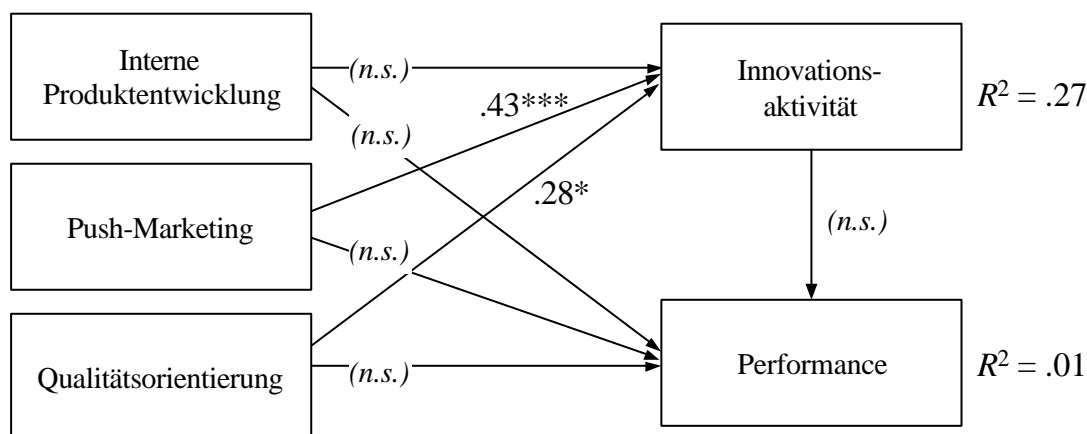 Interne
Produktentwicklung
(n.s.)
Innovations-
aktivität
R² = .27
.43***
(n.s.)
Push-Marketing
.28*
(n.s.)
(n.s.)
Qualitätsorientierung
(n.s.)
Performance
R² = .01